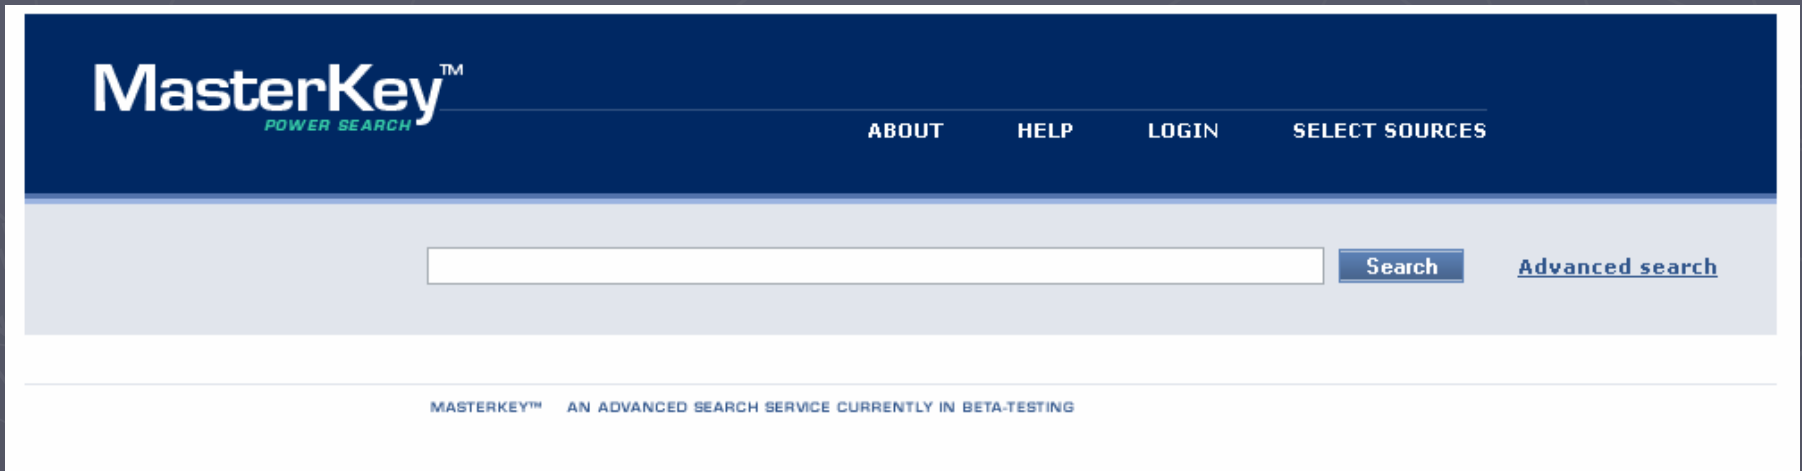 MasterKey™
POWER SEARCH
ABOUT HELP LOGIN SELECT SOURCES
Search Advanced search
MASTERKEY™ AN ADVANCED SEARCH SERVICE CURRENTLY IN BETA-TESTING